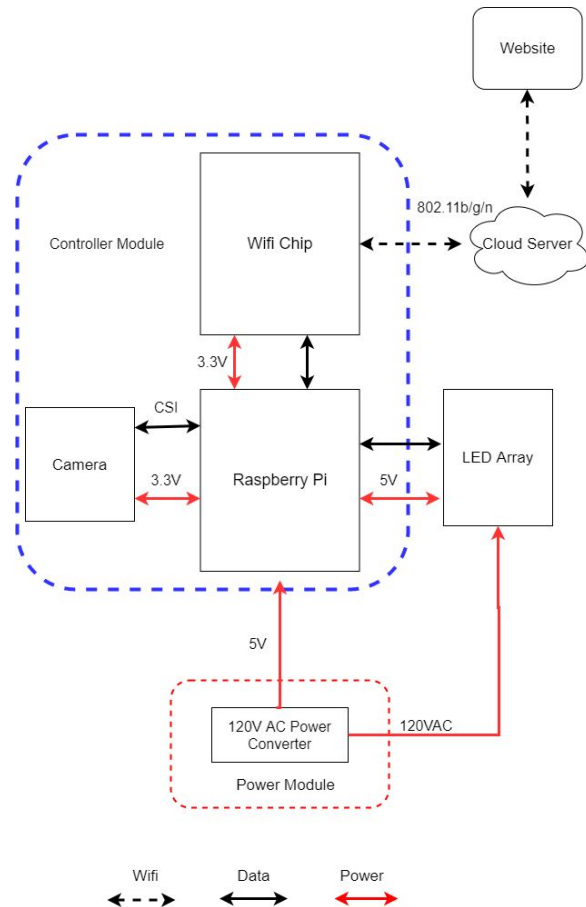 Website
802.11b/g/n
Cloud Server
Controller Module
Wifi Chip
3.3V
CSI
Camera
3.3V
Raspberry Pi
5V
LED Array
5V
120V AC Power
Converter
120VAC
Power Module
Wifi
Data
Power